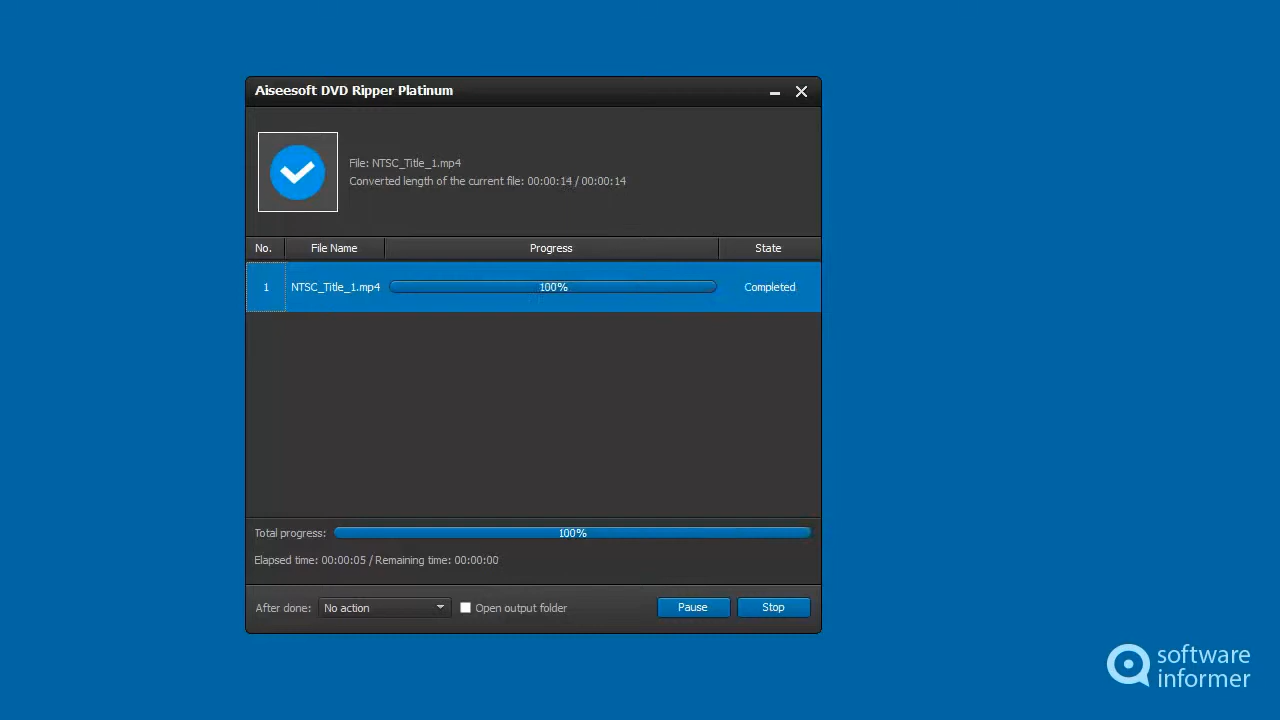 Aiseesoft DVD Ripper Platinum
File: NTSC_Title_1.mp4
Converted length of the current file: 00:00:14 / 00:00:14
No. File Name Progress State
1 NTSC_Title_1.mp4 100% Completed
Total progress: 100%
Elapsed time: 00:00:05 / Remaining time: 00:00:00
After done: No action Open output folder Pause Stop
software
informer